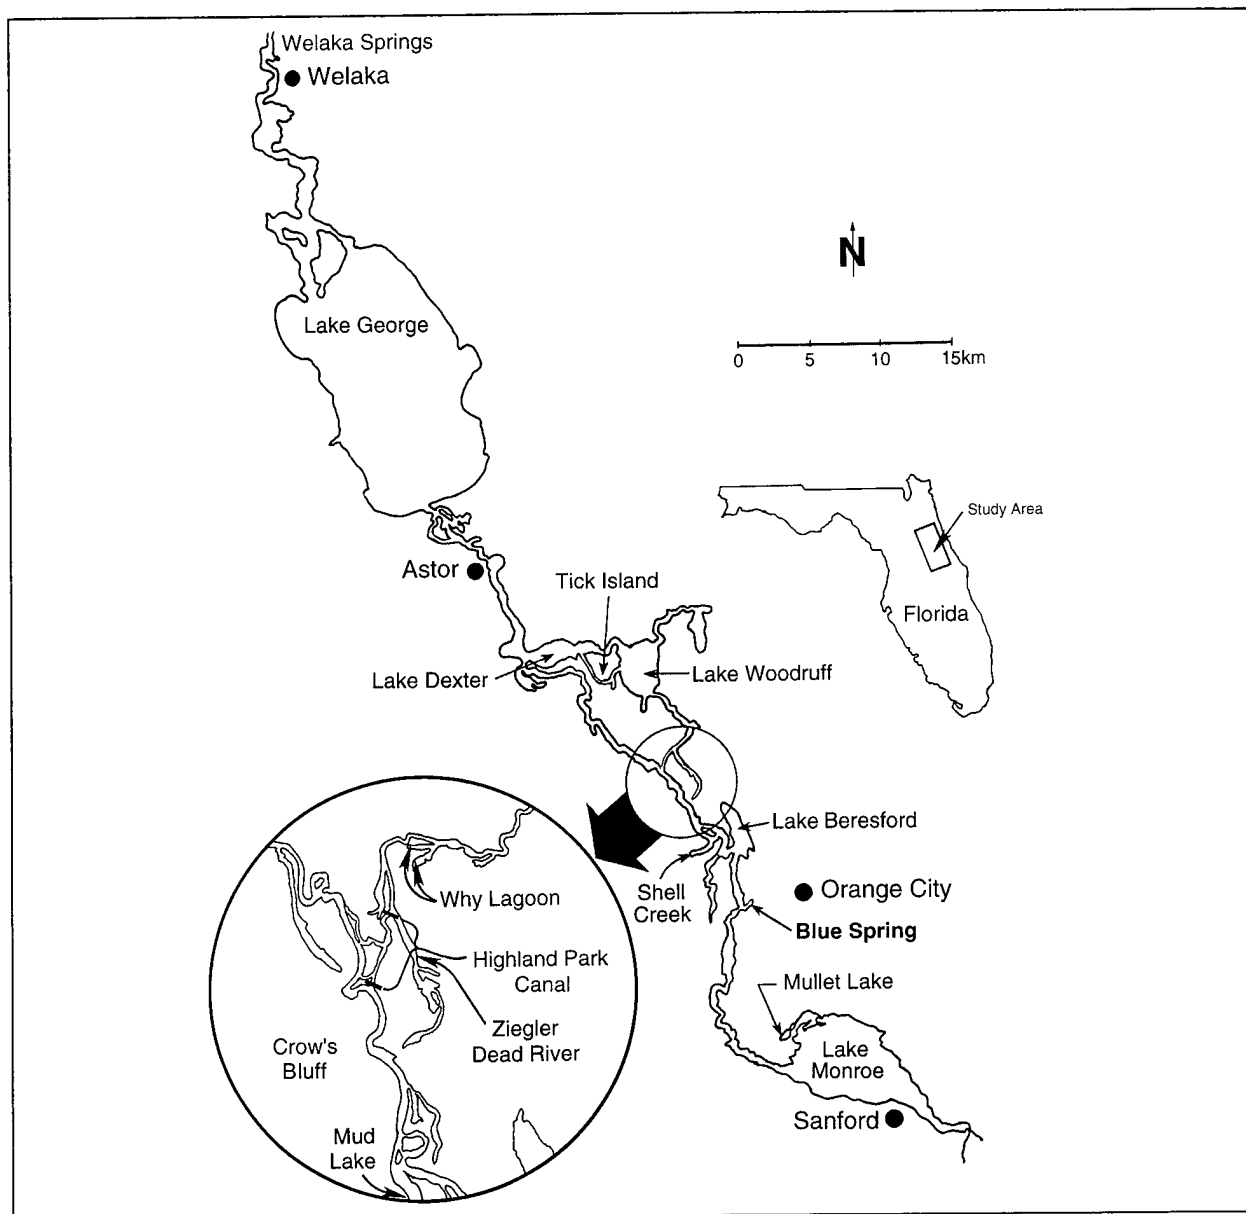 Welaka Springs
Welaka
N
Lake George
0 5 10 15km
Study Area
Astor
Tick Island
Florida
Lake Dexter
Lake Woodruff
Lake Beresford
Shell
Creek
Orange City
Blue Spring
Why Lagoon
Highland Park
Canal
Mullet Lake
Ziegler
Dead River
Crow's
Bluff
Lake
Monroe
Sanford
Mud
Lake